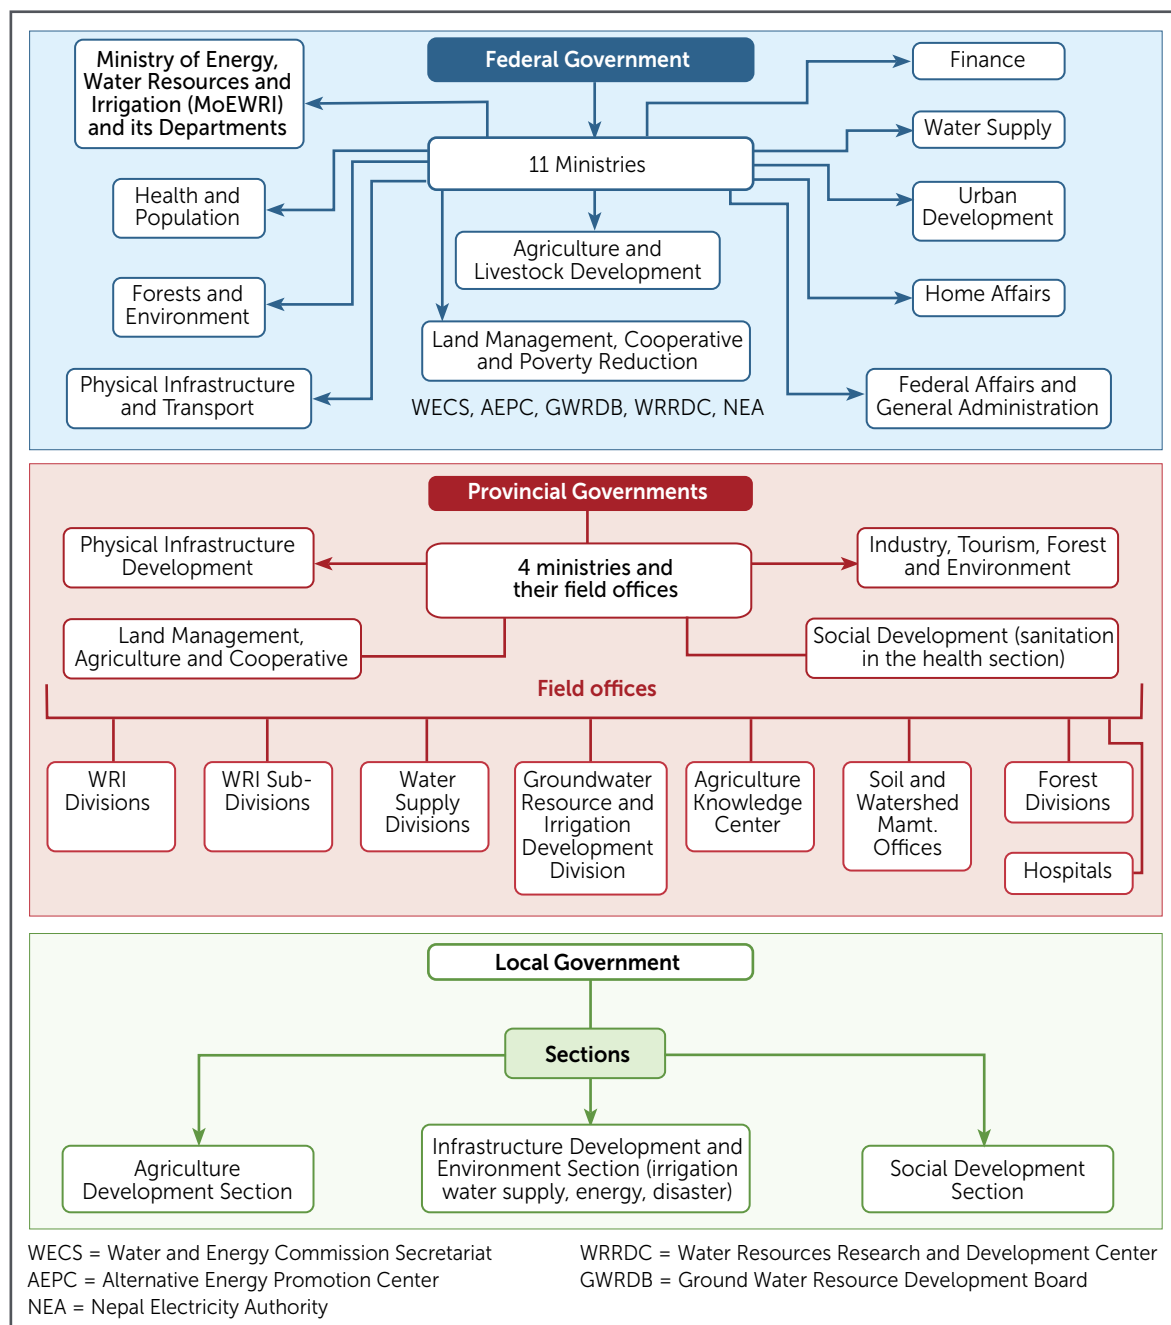 Federal Government
Ministry of Energy,
Water Resources and
Irrigation (MoEWRI)
and its Departments
Finance
Water Supply
11 Ministries
Health and
Population
Urban
Development
Agriculture and
Livestock Development
Forests and
Environment
Home Affairs
Land Management, Cooperative
and Poverty Reduction
Physical Infrastructure
and Transport
Federal Affairs and
General Administration
WECS, AEPC, GWRDB, WRRDC, NEA
Provincial Governments
Physical Infrastructure
Development
4 ministries and
their field offices
Industry, Tourism, Forest
and Environment
Land Management,
Agriculture and Cooperative
Social Development (sanitation
in the health section)
Field offices
WRI
Divisions
WRI Sub-
Divisions
Water
Supply
Divisions
Groundwater
Resource and
Irrigation
Development
Division
Agriculture
Knowledge
Center
Soil and
Watershed
Mamt.
Offices
Forest
Divisions
Hospitals
Local Government
Sections
Agriculture
Development Section
Infrastructure Development and
Environment Section (irrigation
water supply, energy, disaster)
Social Development
Section
WECS = Water and Energy Commission Secretariat
AEPC = Alternative Energy Promotion Center
NEA = Nepal Electricity Authority
WRRDC = Water Resources Research and Development Center
GWRDB = Ground Water Resource Development Board